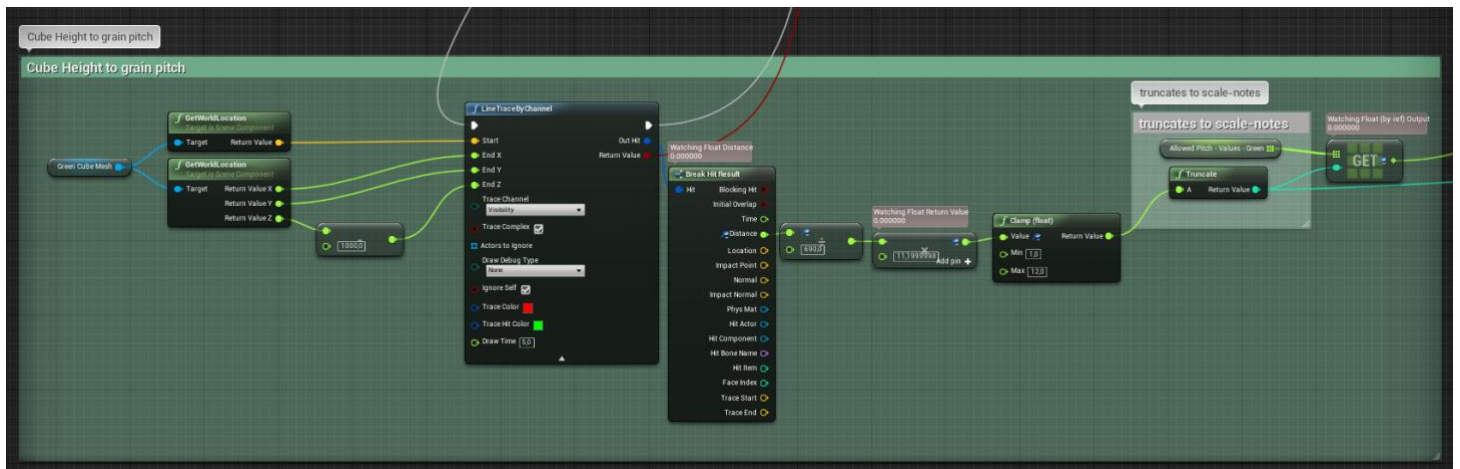 Cube Height to grain pitch
Cube Height to grain pitch
GetWorldLocation
Target is Scene Component
Target
Return Value
Green Cube Mesh
GetWorldLocation
Target is Scene Component
Target
Return Value X
Return Value Y
Return Value Z
1000,0
LineTraceByChannel
Start
Out Hit
End X
Return Value
End Y
End Z
Trace Channel
Visibility
Trace Complex
Actors to Ignore
Draw Debug Type
None
Ignore Self
Trace Color
Trace Hit Color
Draw Time 5,0
Watching Float Distance
0.000000
Break Hit Result
Hit
Blocking Hit
Initial Overlap
Time
Distance
Location
Impact Point
Normal
Impact Normal
Phys Mat
Hit Actor
Hit Component
Hit Bone Name
Hit Item
Face Index
Trace Start
Trace End
÷
690,0
Watching Float Return Value
0.000000
×
11,1999998
Add pin +
Clamp (float)
Value
Return Value
Min 1,0
Max 12,0
truncates to scale-notes
truncates to scale-notes
Allowed Pitch - Values - Green
Truncate
A
Return Value
Watching Float (by ref) Output
0.000000
GET